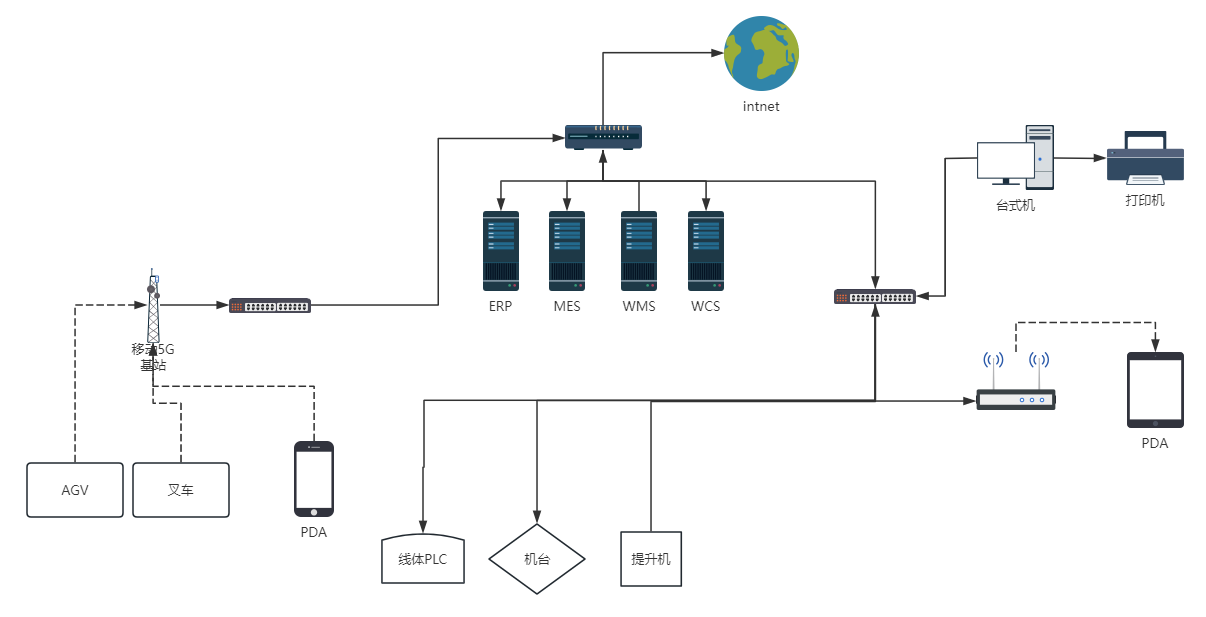 intnet
台式机
打印机
ERP
MES
WMS
WCS
移动5G
基站
PDA
AGV
叉车
PDA
线体PLC
机台
提升机